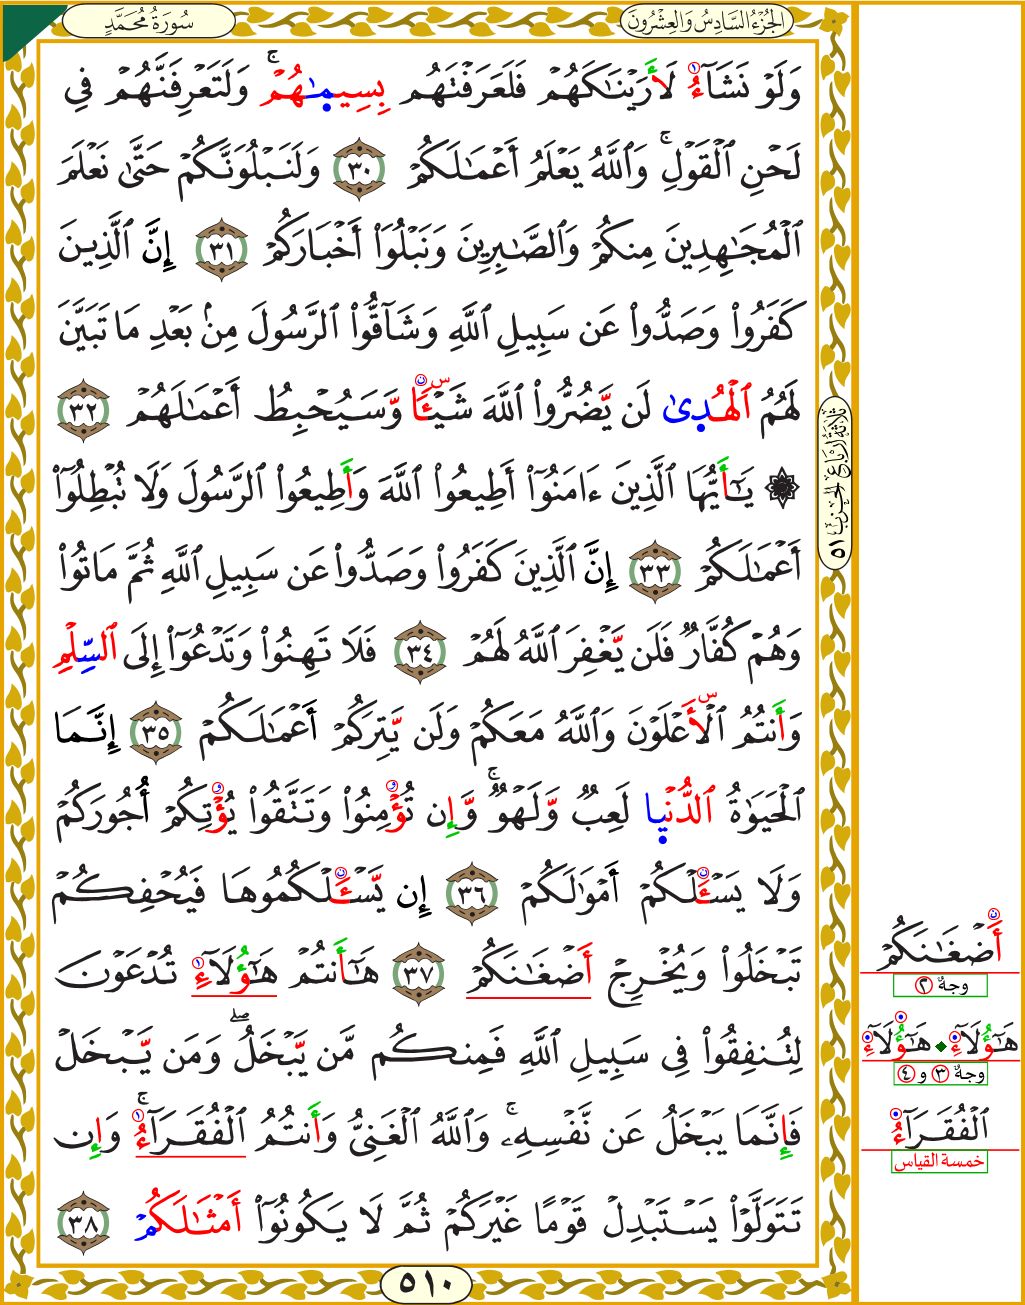 الجُزْءُ السَّادِسُ وَالْعِشْرُونَ
سُورَةُ مُحَمَّدٍ
وَلَوْ نَشَآءُ لَأَرَيْنَٰكَهُمْ فَلَعَرَفْتَهُم بِسِيمَٰهُمْۚ وَلَتَعْرِفَنَّهُمْ فِى
لَحْنِ ٱلْقَوْلِۚ وَٱللَّهُ يَعْلَمُ أَعْمَٰلَكُمْ ٣٠ وَلَنَبْلُوَنَّكُمْ حَتَّىٰ نَعْلَمَ
ٱلْمُجَٰهِدِينَ مِنكُمْ وَٱلصَّٰبِرِينَ وَنَبْلُوَا۟ أَخْبَارَكُمْ ٣١ إِنَّ ٱلَّذِينَ
كَفَرُوا۟ وَصَدُّوا۟ عَن سَبِيلِ ٱللَّهِ وَشَآقُّوا۟ ٱلرَّسُولَ مِنۢ بَعْدِ مَا تَبَيَّنَ
لَهُمُ ٱلْهُدَىٰ لَن يَضُرُّوا۟ ٱللَّهَ شَيْـًٔا وَسَيُحْبِطُ أَعْمَٰلَهُمْ ٣٢
۞ يَٰٓأَيُّهَا ٱلَّذِينَ ءَامَنُوٓا۟ أَطِيعُوا۟ ٱللَّهَ وَأَطِيعُوا۟ ٱلرَّسُولَ وَلَا تُبْطِلُوٓا۟
أَعْمَٰلَكُمْ ٣٣ إِنَّ ٱلَّذِينَ كَفَرُوا۟ وَصَدُّوا۟ عَن سَبِيلِ ٱللَّهِ ثُمَّ مَاتُوا۟
وَهُمْ كُفَّارٌ فَلَن يَغْفِرَ ٱللَّهُ لَهُمْ ٣٤ فَلَا تَهِنُوا۟ وَتَدْعُوٓا۟ إِلَى ٱلسِّلْمِ
وَأَنتُمُ ٱلْأَعْلَوْنَ وَٱللَّهُ مَعَكُمْ وَلَن يَتِرَكُمْ أَعْمَٰلَكُمْ ٣٥ إِنَّمَا
ٱلْحَيَوٰةُ ٱلدُّنْيَا لَعِبٌ وَلَهْوٌۚ وَإِن تُؤْمِنُوا۟ وَتَتَّقُوا۟ يُؤْتِكُمْ أُجُورَكُمْ
وَلَا يَسْـَٔلْكُمْ أَمْوَٰلَكُمْ ٣٦ إِن يَسْـَٔلْكُمُوهَا فَيُحْفِكُمْ
تَبْخَلُوا۟ وَيُخْرِجْ أَضْغَٰنَكُمْ ٣٧ هَٰٓأَنتُمْ هَٰٓؤُلَآءِ تُدْعَوْنَ
لِتُنفِقُوا۟ فِى سَبِيلِ ٱللَّهِ فَمِنكُم مَّن يَبْخَلُۖ وَمَن يَبْخَلْ
فَإِنَّمَا يَبْخَلُ عَن نَّفْسِهِۦۚ وَٱللَّهُ ٱلْغَنِىُّ وَأَنتُمُ ٱلْفُقَرَآءُۚ وَإِن
تَتَوَلَّوْا۟ يَسْتَبْدِلْ قَوْمًا غَيْرَكُمْ ثُمَّ لَا يَكُونُوٓا۟ أَمْثَٰلَكُم ٣٨
٥١٠
ثلاثة أرباع الحزب ٥١
أَضْغَٰنَكُمْ
وجهٌ ٢
هَٰٓؤُلَآءِ ◆ هَٰٓؤُلَآءِ
وجهٌ ٣ و ٤
ٱلْفُقَرَآءُ
خمسة القياس